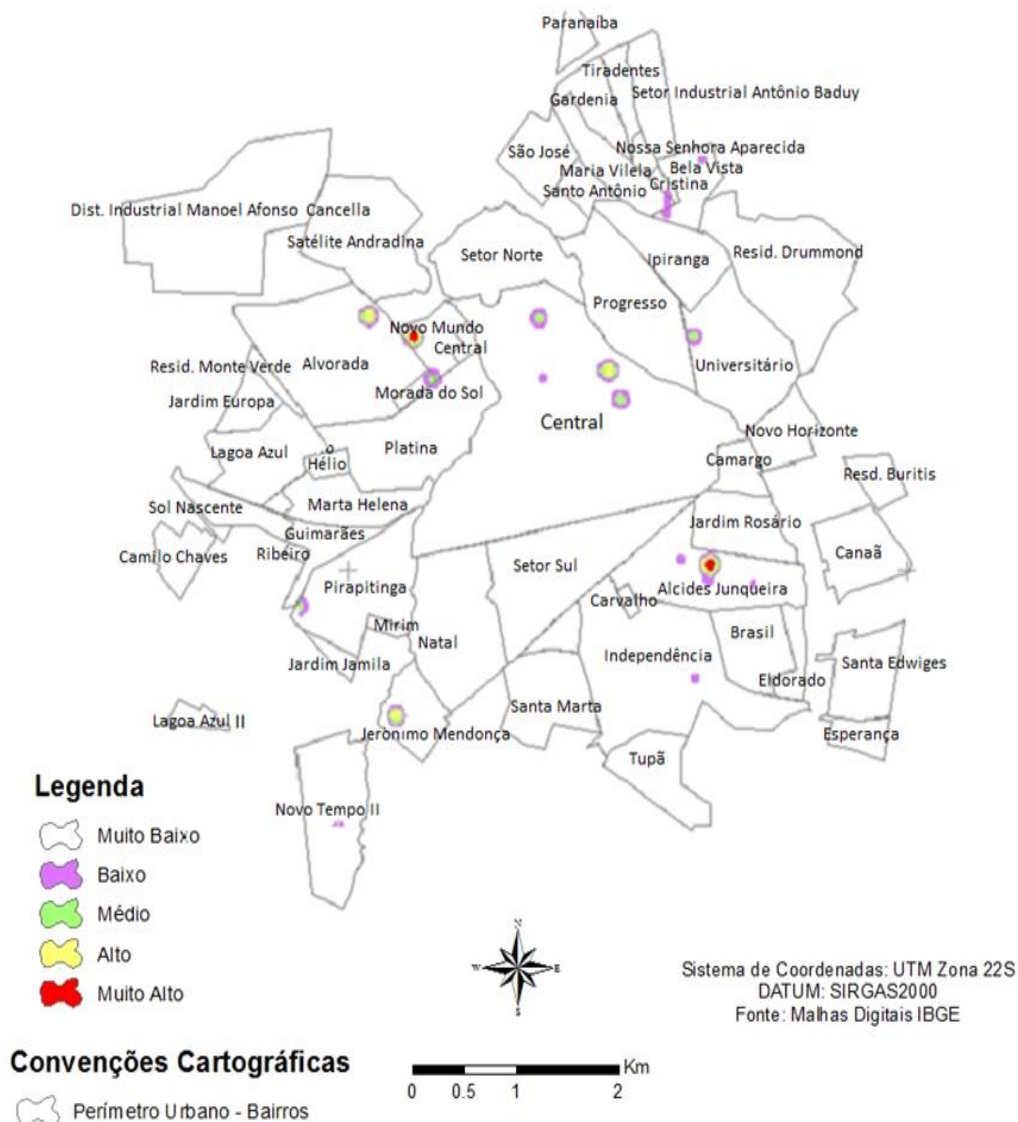 Paranaíba
Tiradentes
Setor Industrial Antônio Baduy
Gardenia
Nossa Senhora Aparecida
São José
Maria Vilela
Bela Vista
Santo Antônio
Cristina
Dist. Industrial Manoel Afonso Cancella
Satélite Andradina
Setor Norte
Ipiranga
Resid. Drummond
Progresso
Novo Mundo
Central
Resid. Monte Verde
Alvorada
Universitário
Jardim Europa
Morada do Sol
Central
Novo Horizonte
Lagoa Azul
Platina
Hélio
Camargo
Resd. Buritis
Sol Nascente
Marta Helena
Jardim Rosário
Guimarães
Camilo Chaves
Ribeiro
Canaã
Setor Sul
Pirapitinga
Alcides Junqueira
Carvalho
Mirim
Natal
Brasil
Jardim Jamila
Independência
Santa Edwiges
Eldorado
Lagoa Azul II
Santa Marta
Jerônimo Mendonça
Esperança
Tupã
Novo Tempo II
Legenda
Muito Baixo
Baixo
Médio
Alto
Muito Alto
N
W
E
S
Sistema de Coordenadas: UTM Zona 22S
DATUM: SIRGAS2000
Fonte: Malhas Digitais IBGE
Convenções Cartográficas
Perímetro Urbano - Bairros
Km
0 0.5 1 2